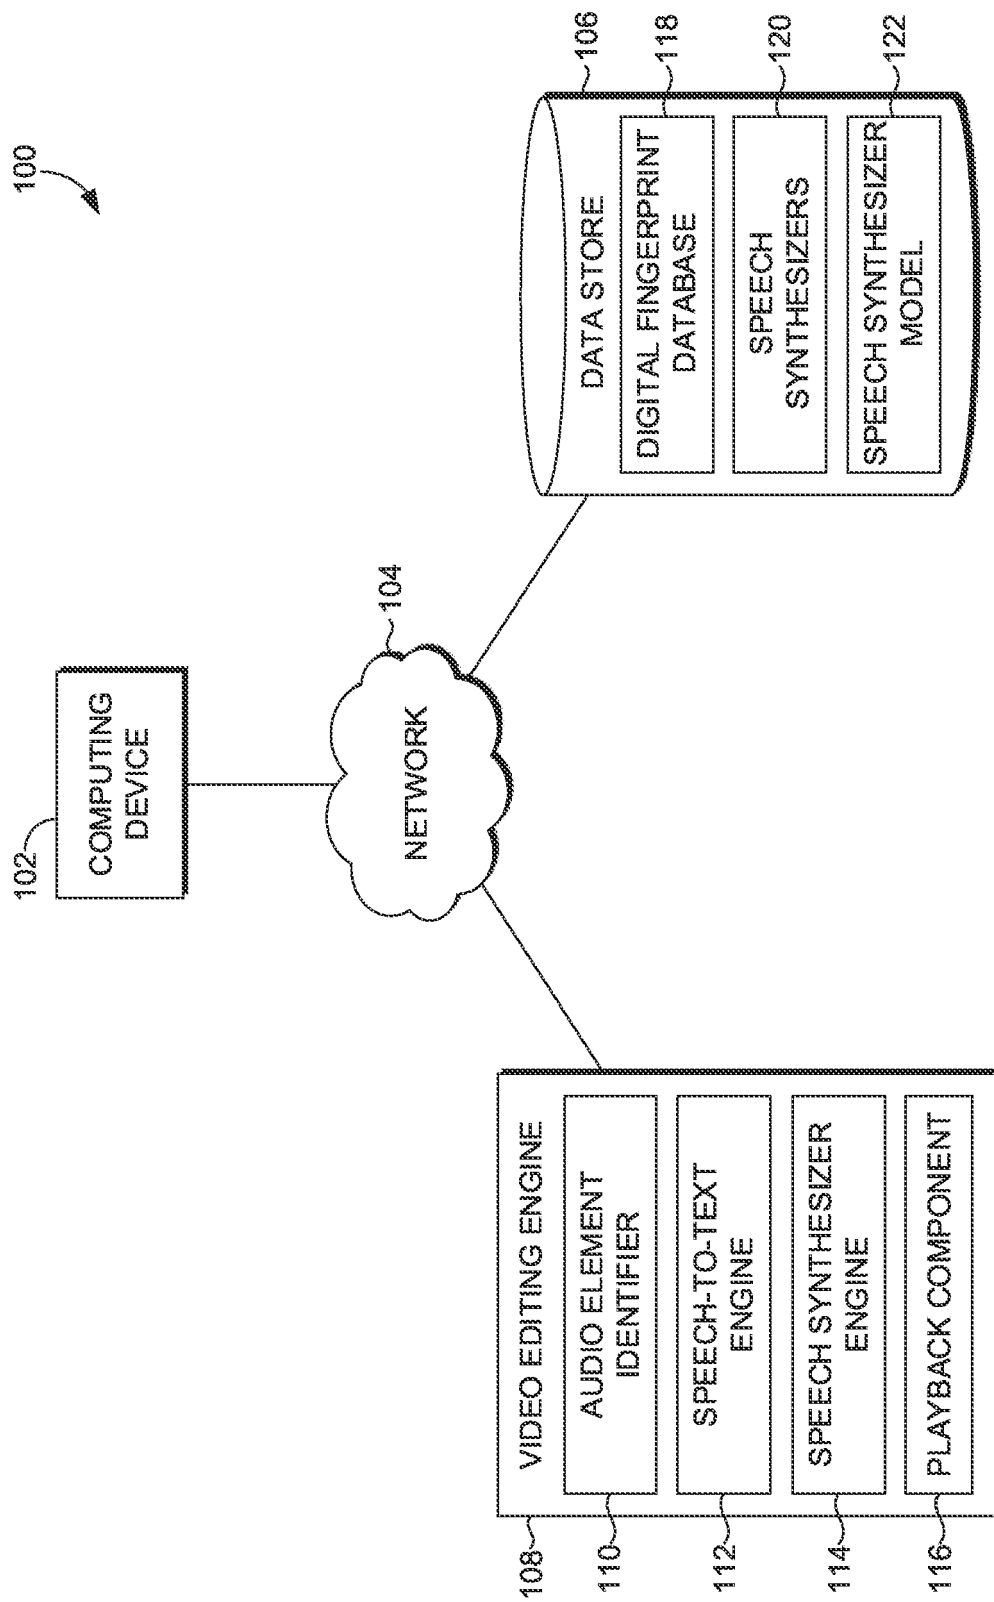 100
102
COMPUTING
DEVICE
104
NETWORK
108
VIDEO EDITING ENGINE
110
AUDIO ELEMENT
IDENTIFIER
112
SPEECH-TO-TEXT
ENGINE
114
SPEECH SYNTHESIZER
ENGINE
116
PLAYBACK COMPONENT
106
DATA STORE
118
DIGITAL FINGERPRINT
DATABASE
120
SPEECH
SYNTHESIZERS
122
SPEECH SYNTHESIZER
MODEL